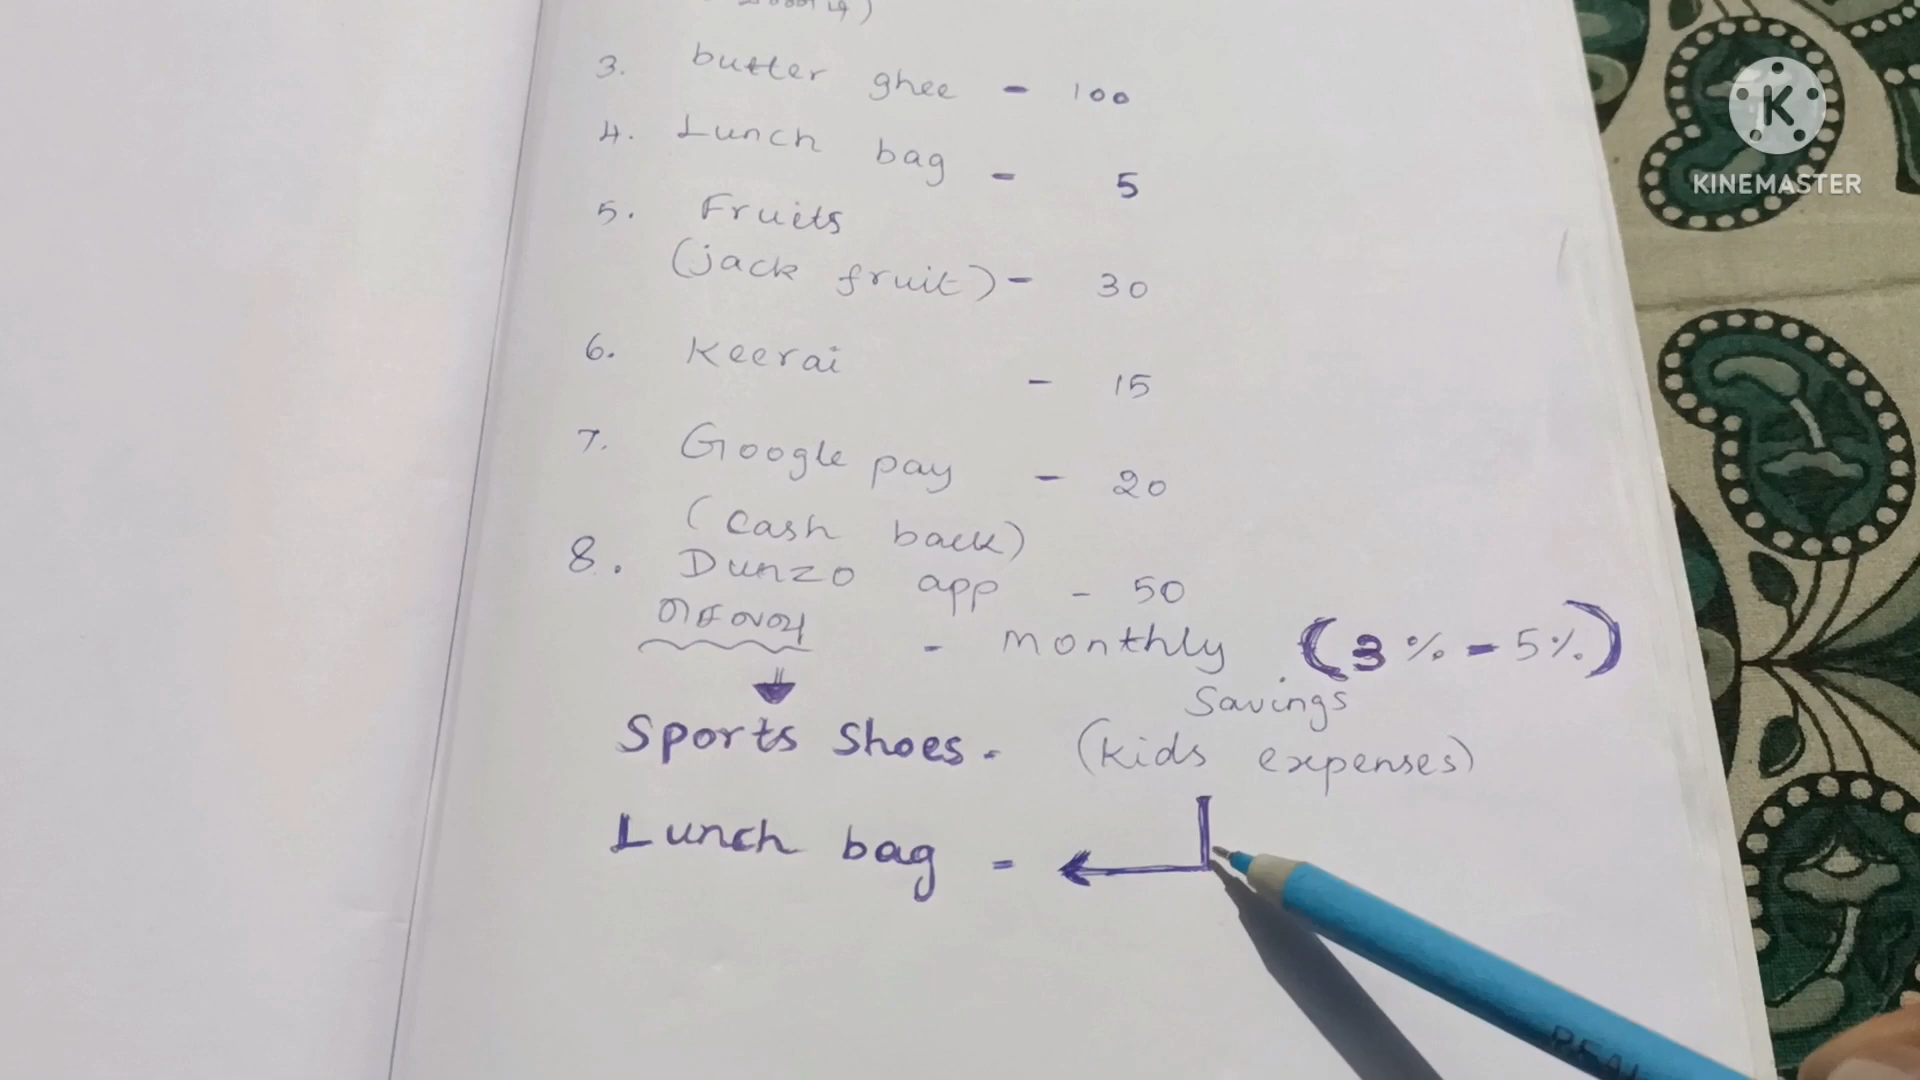 3. butter ghee - 100
4. Lunch bag - 5
5. Fruits
(jack fruit) - 30
6. Keerai - 15
7. Google pay - 20
(cash back)
8. Dunzo app - 50
- monthly (3% - 5%)
Savings
Sports Shoes - (kids expenses)
Lunch bag =
K
KINEMASTER